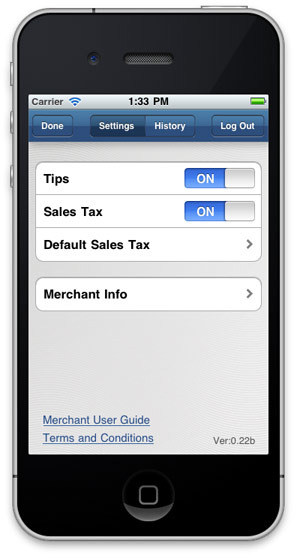 Carrier 1:33 PM
Done Settings History Log Out
Tips ON
Sales Tax ON
Default Sales Tax
Merchant Info
Merchant User Guide
Terms and Conditions Ver:0.22b